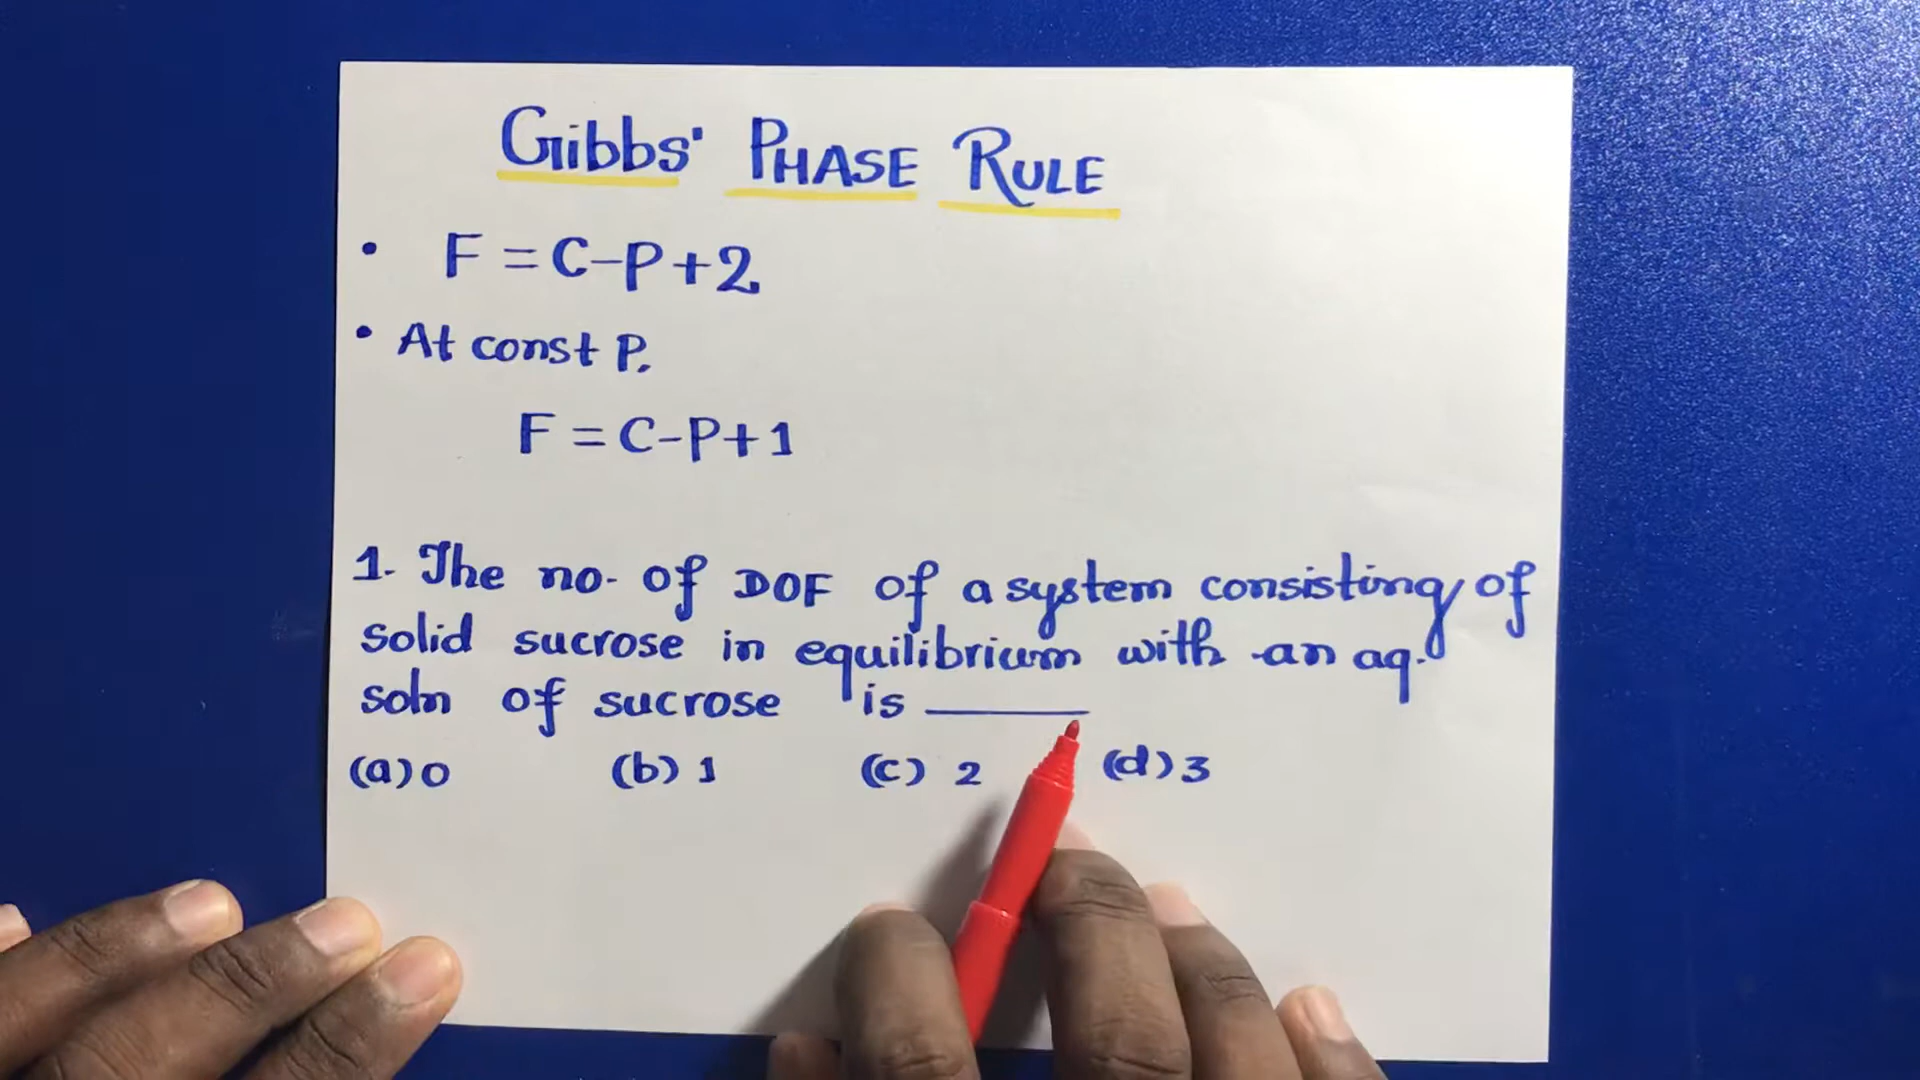 Gibbs' PHASE RULE
• F = C-P+2
• At const P.
F = C-P+1
1. The no. of DOF of a system consisting of
solid sucrose in equilibrium with an aq.
soln of sucrose is ______
(a) 0 (b) 1 (c) 2 (d) 3